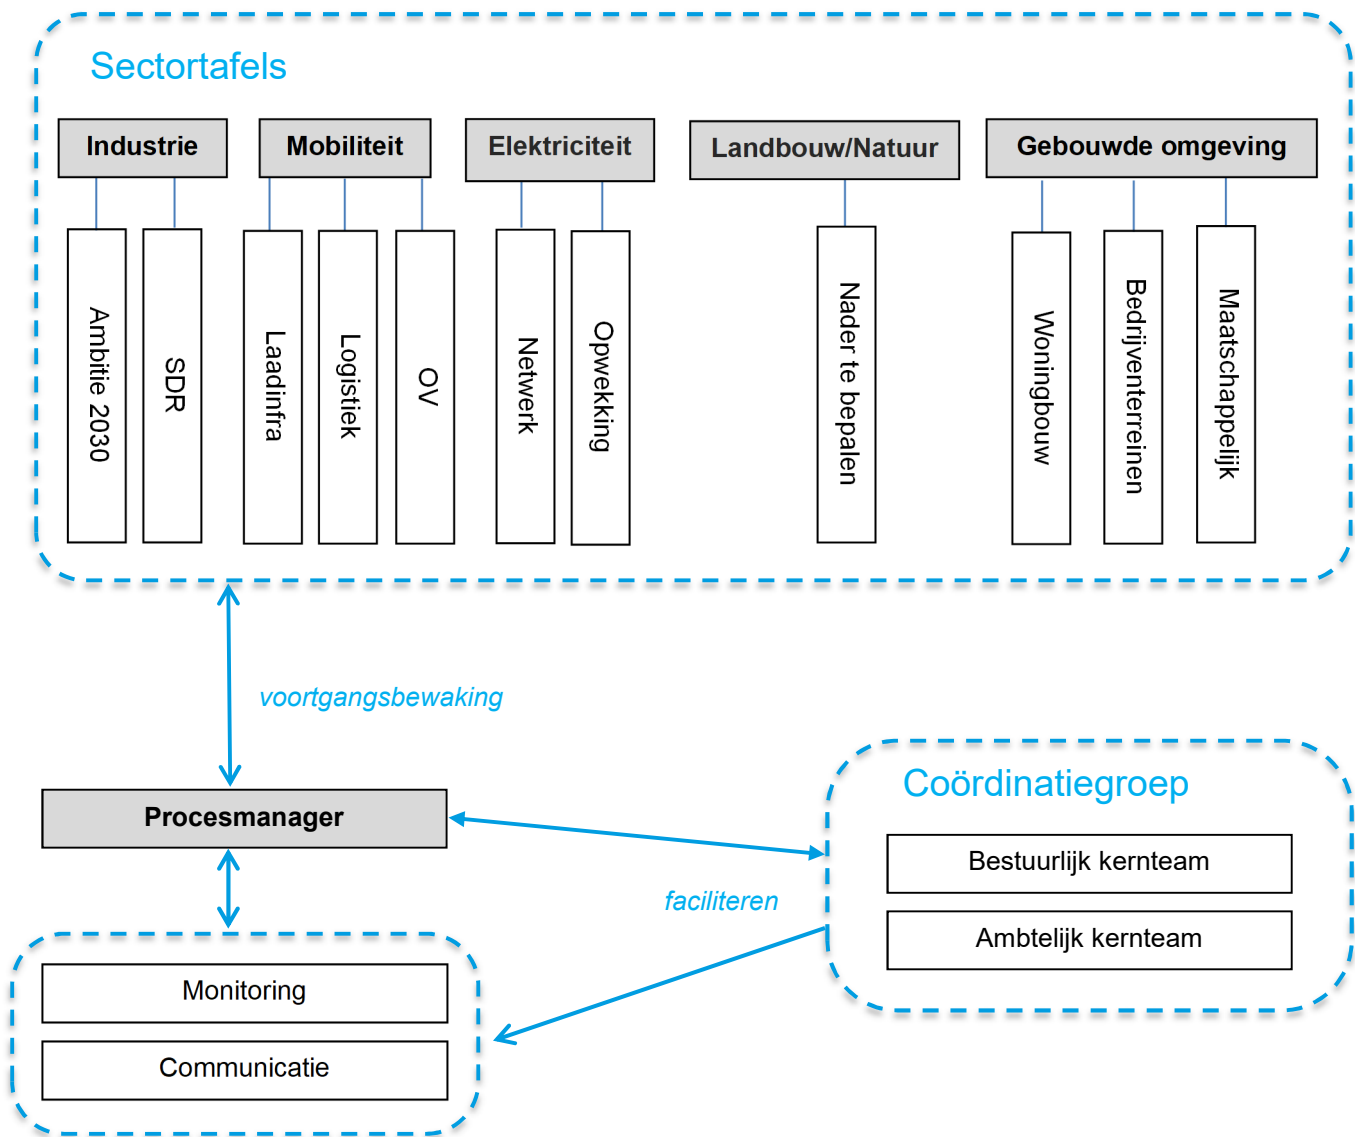 Sectortafels
Industrie
Mobiliteit
Elektriciteit
Landbouw/Natuur
Gebouwde omgeving
Ambitie 2030
SDR
Laadinfra
Logistiek
OV
Netwerk
Opwekking
Nader te bepalen
Woningbouw
Bedrijventerreinen
Maatschappelijk
voortgangsbewaking
Procesmanager
Coördinatiegroep
Bestuurlijk kernteam
Ambtelijk kernteam
faciliteren
Monitoring
Communicatie